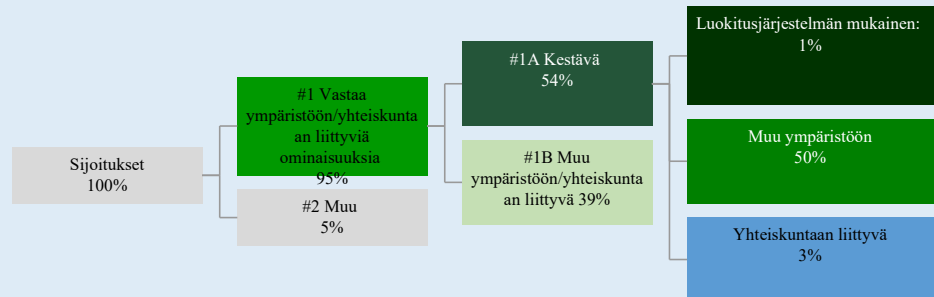 Sijoitukset
100%
#1 Vastaa
ympäristöön/yhteiskunta
an liittyviä
ominaisuuksia
95%
#2 Muu
5%
#1A Kestävä
54%
#1B Muu
ympäristöön/yhteiskunta
an liittyvä 39%
Luokitusjärjestelmän mukainen:
1%
Muu ympäristöön
50%
Yhteiskuntaan liittyvä
3%